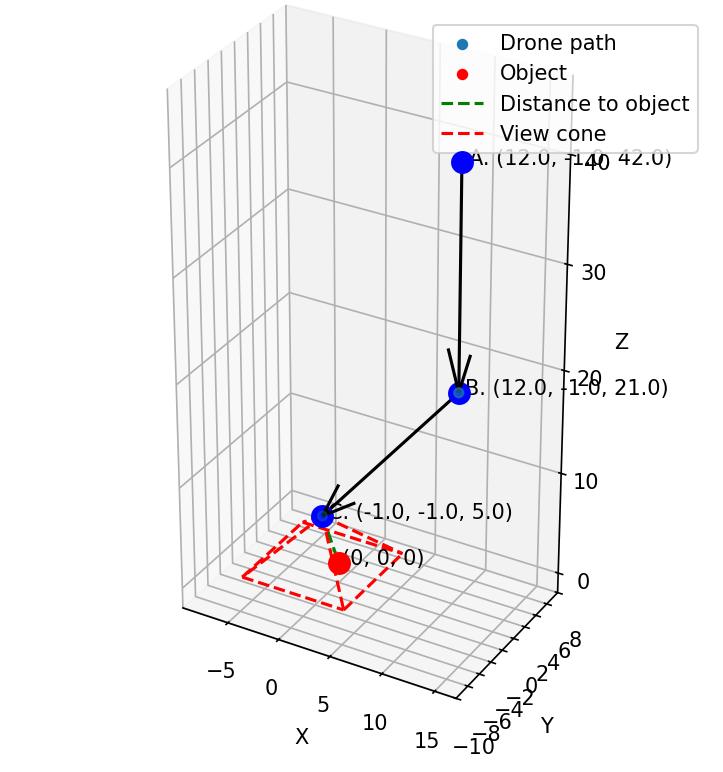 Drone path
Object
Distance to object
View cone
A. (12.0, -1.0, 42.0)
40
30
Z
20
B. (12.0, -1.0, 21.0)
10
C. (-1.0, -1.0, 5.0)
(0, 0, 0)
0
8
6
4
2
0
−2
−4
−6
−8
−10
Y
−5
0
5
10
15
X